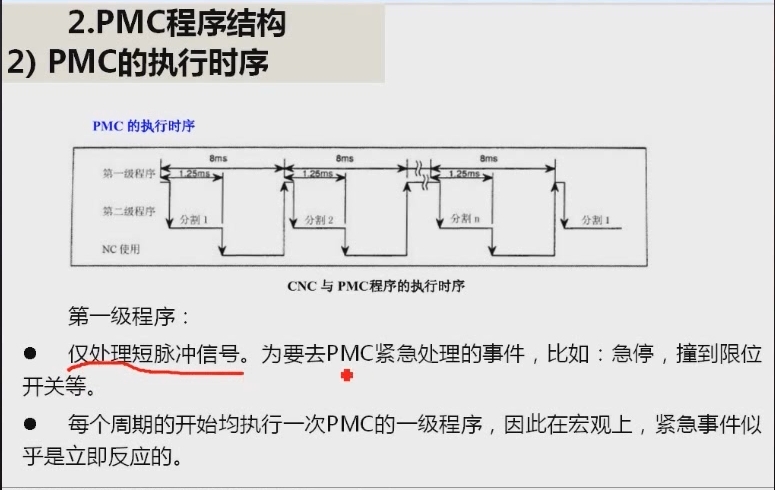 2.PMC程序结构
2) PMC的执行时序
PMC 的执行时序
8ms 8ms 8ms
第一级程序 1.25ms 1.25ms 1.25ms
第二级程序 分割 1 分割 2 分割 n 分割 1
NC 使用
CNC 与 PMC程序的执行时序
第一级程序：
● 仅处理短脉冲信号。为要去PMC紧急处理的事件，比如：急停，撞到限位
开关等。
● 每个周期的开始均执行一次PMC的一级程序，因此在宏观上，紧急事件似
乎是立即反应的。